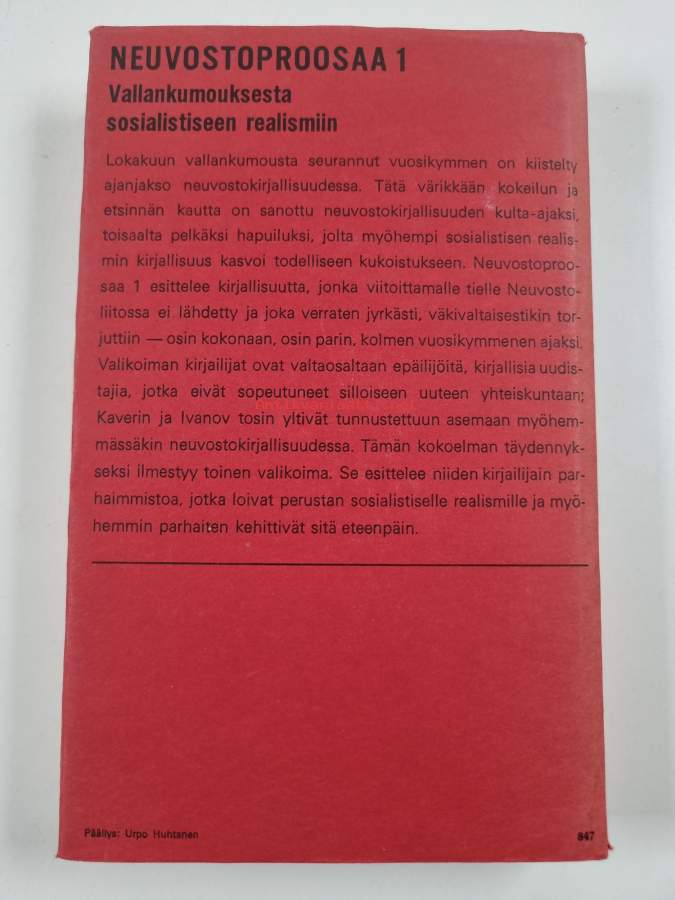 NEUVOSTOPROOSAA 1
Vallankumouksesta
sosialistiseen realismiin
Lokakuun vallankumousta seurannut vuosikymmen on kiistelty
ajanjakso neuvostokirjallisuudessa. Tätä värikkään kokeilun ja
etsinnän kautta on sanottu neuvostokirjallisuuden kulta-ajaksi,
toisaalta pelkäksi hapuiluksi, jolta myöhempi sosialistisen realis-
min kirjallisuus kasvoi todelliseen kukoistukseen. Neuvostoproo-
saa 1 esittelee kirjallisuutta, jonka viitoittamalle tielle Neuvosto-
liitossa ei lähdetty ja joka verraten jyrkästi, väkivaltaisestikin tor-
juttiin — osin kokonaan, osin parin, kolmen vuosikymmenen ajaksi.
Valikoiman kirjailijat ovat valtaosaltaan epäilijöitä, kirjallisia uudis-
tajia, jotka eivät sopeutuneet silloiseen uuteen yhteiskuntaan;
Kaverin ja Ivanov tosin yltivät tunnustettuun asemaan myöhem-
mässäkin neuvostokirjallisuudessa. Tämän kokoelman täydennyk-
seksi ilmestyy toinen valikoima. Se esittelee niiden kirjailijain par-
haimmistoa, jotka loivat perustan sosialistiselle realismille ja myö-
hemmin parhaiten kehittivät sitä eteenpäin.
Päällys: Urpo Huhtanen
847